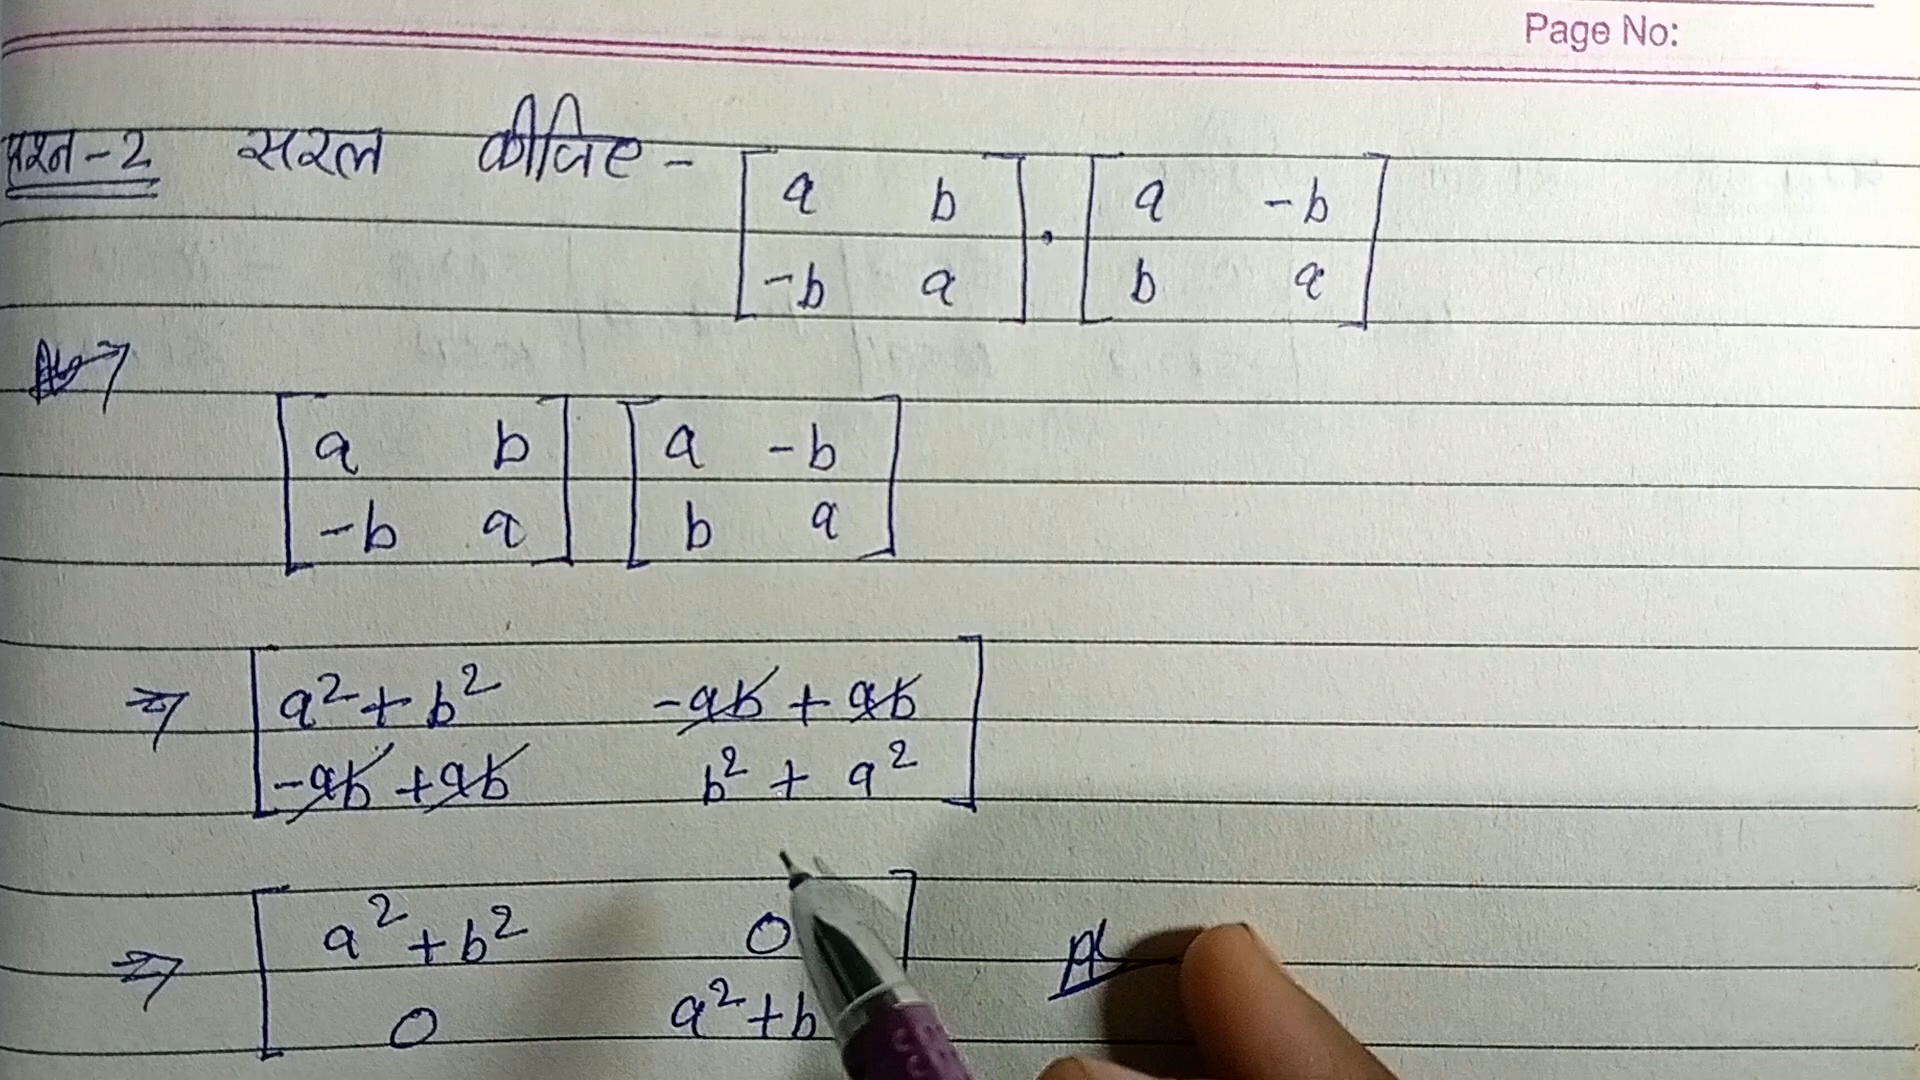 Page No:
प्रश्न-2 सरल कीजिए - [ a b ] . [ a -b ]
[ -b a ] [ b a ]
[ a b ] [ a -b ]
[ -b a ] [ b a ]
⇒ [ a² + b² -ab + ab ]
[ -ab + ab b² + a² ]
⇒ [ a² + b² 0 ]
[ 0 a² + b